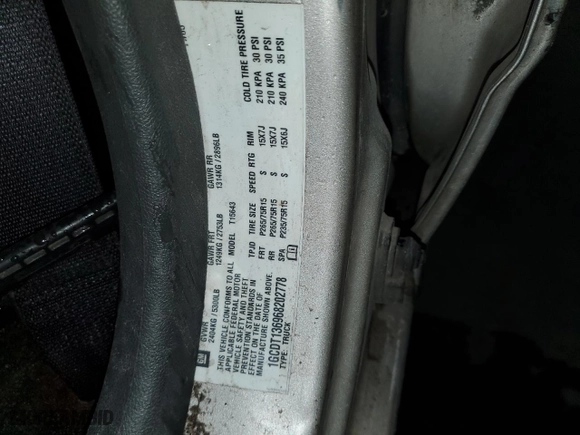 GM
GVWR GAWR FRT GAWR RR
2404KG / 5300LB 1249KG / 2753LB 1314KG / 2896LB
THIS VEHICLE CONFORMS TO ALL
APPLICABLE FEDERAL MOTOR
VEHICLE SAFETY AND THEFT
PREVENTION STANDARDS IN
EFFECT ON THE DATE OF
MANUFACTURE SHOWN ABOVE.
1GCDT136968202778
TYPE: TRUCK
MODEL: T15643
TPJD TIRE SIZE SPEED RTG RIM COLD TIRE PRESSURE
FRT P265/75R15 S 15X7J 210 KPA 30 PSI
RR P265/75R15 S 15X7J 210 KPA 30 PSI
SPA P235/75R15 S 15X6J 240 KPA 35 PSI